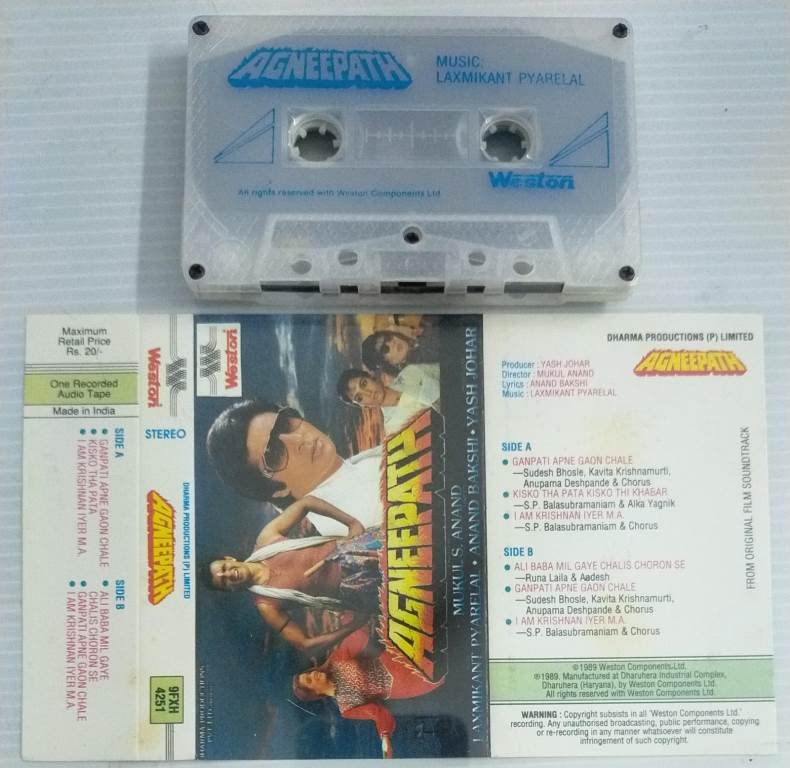 AGNEEPATH
MUSIC:
LAXMIKANT PYARELAL
Weston
All rights reserved with Weston Components Ltd
Maximum
Retail Price
Rs. 20/-
One Recorded
Audio Tape
Made in India
SIDE A
• GANPATI APNE GAON CHALE
• KISKO THA PATA
• I AM KRISHNAN IYER M.A.
SIDE B
• ALI BABA MIL GAYE
CHALIS CHORON SE
• GANPATI APNE GAON CHALE
• I AM KRISHNAN IYER M.A
Weston
STEREO
DHARMA PRODUCTIONS (P) LIMITED
AGNEEPATH
9FXH
4251
Weston
AGNEEPATH
MUKUL S. ANAND
LAXMIKANT PYARELAL • ANAND BAKSHI • YASH JOHAR
DHARMA PRODUCTIONS
DHARMA PRODUCTIONS (P) LIMITED
AGNEEPATH
Producer : YASH JOHAR
Director : MUKUL ANAND
Lyrics : ANAND BAKSHI
Music : LAXMIKANT PYARELAL
SIDE A
• GANPATI APNE GAON CHALE
—Sudesh Bhosle, Kavita Krishnamurti,
Anupama Deshpande & Chorus
• KISKO THA PATA KISKO THI KHABAR
—S.P. Balasubramaniam & Alka Yagnik
• I AM KRISHNAN IYER M.A.
—S.P. Balasubramaniam & Chorus
SIDE B
• ALI BABA MIL GAYE CHALIS CHORON SE
—Runa Laila & Aadesh
• GANPATI APNE GAON CHALE
—Sudesh Bhosle, Kavita Krishnamurti,
Anupama Deshpande & Chorus
• I AM KRISHNAN IYER M.A.
—S.P. Balasubramaniam & Chorus
FROM ORIGINAL FILM SOUNDTRACK
©1989 Weston Components Ltd.
℗1989. Manufactured at Dharuhera Industrial Complex,
Dharuhera (Haryana), by Weston Components Ltd.
All rights reserved with Weston Components Ltd.
WARNING : Copyright subsists in all 'Weston Components Ltd.'
recording. Any unauthorised broadcasting, public performance, copying
or re-recording in any manner whatsoever will constitute
infringement of such copyright.